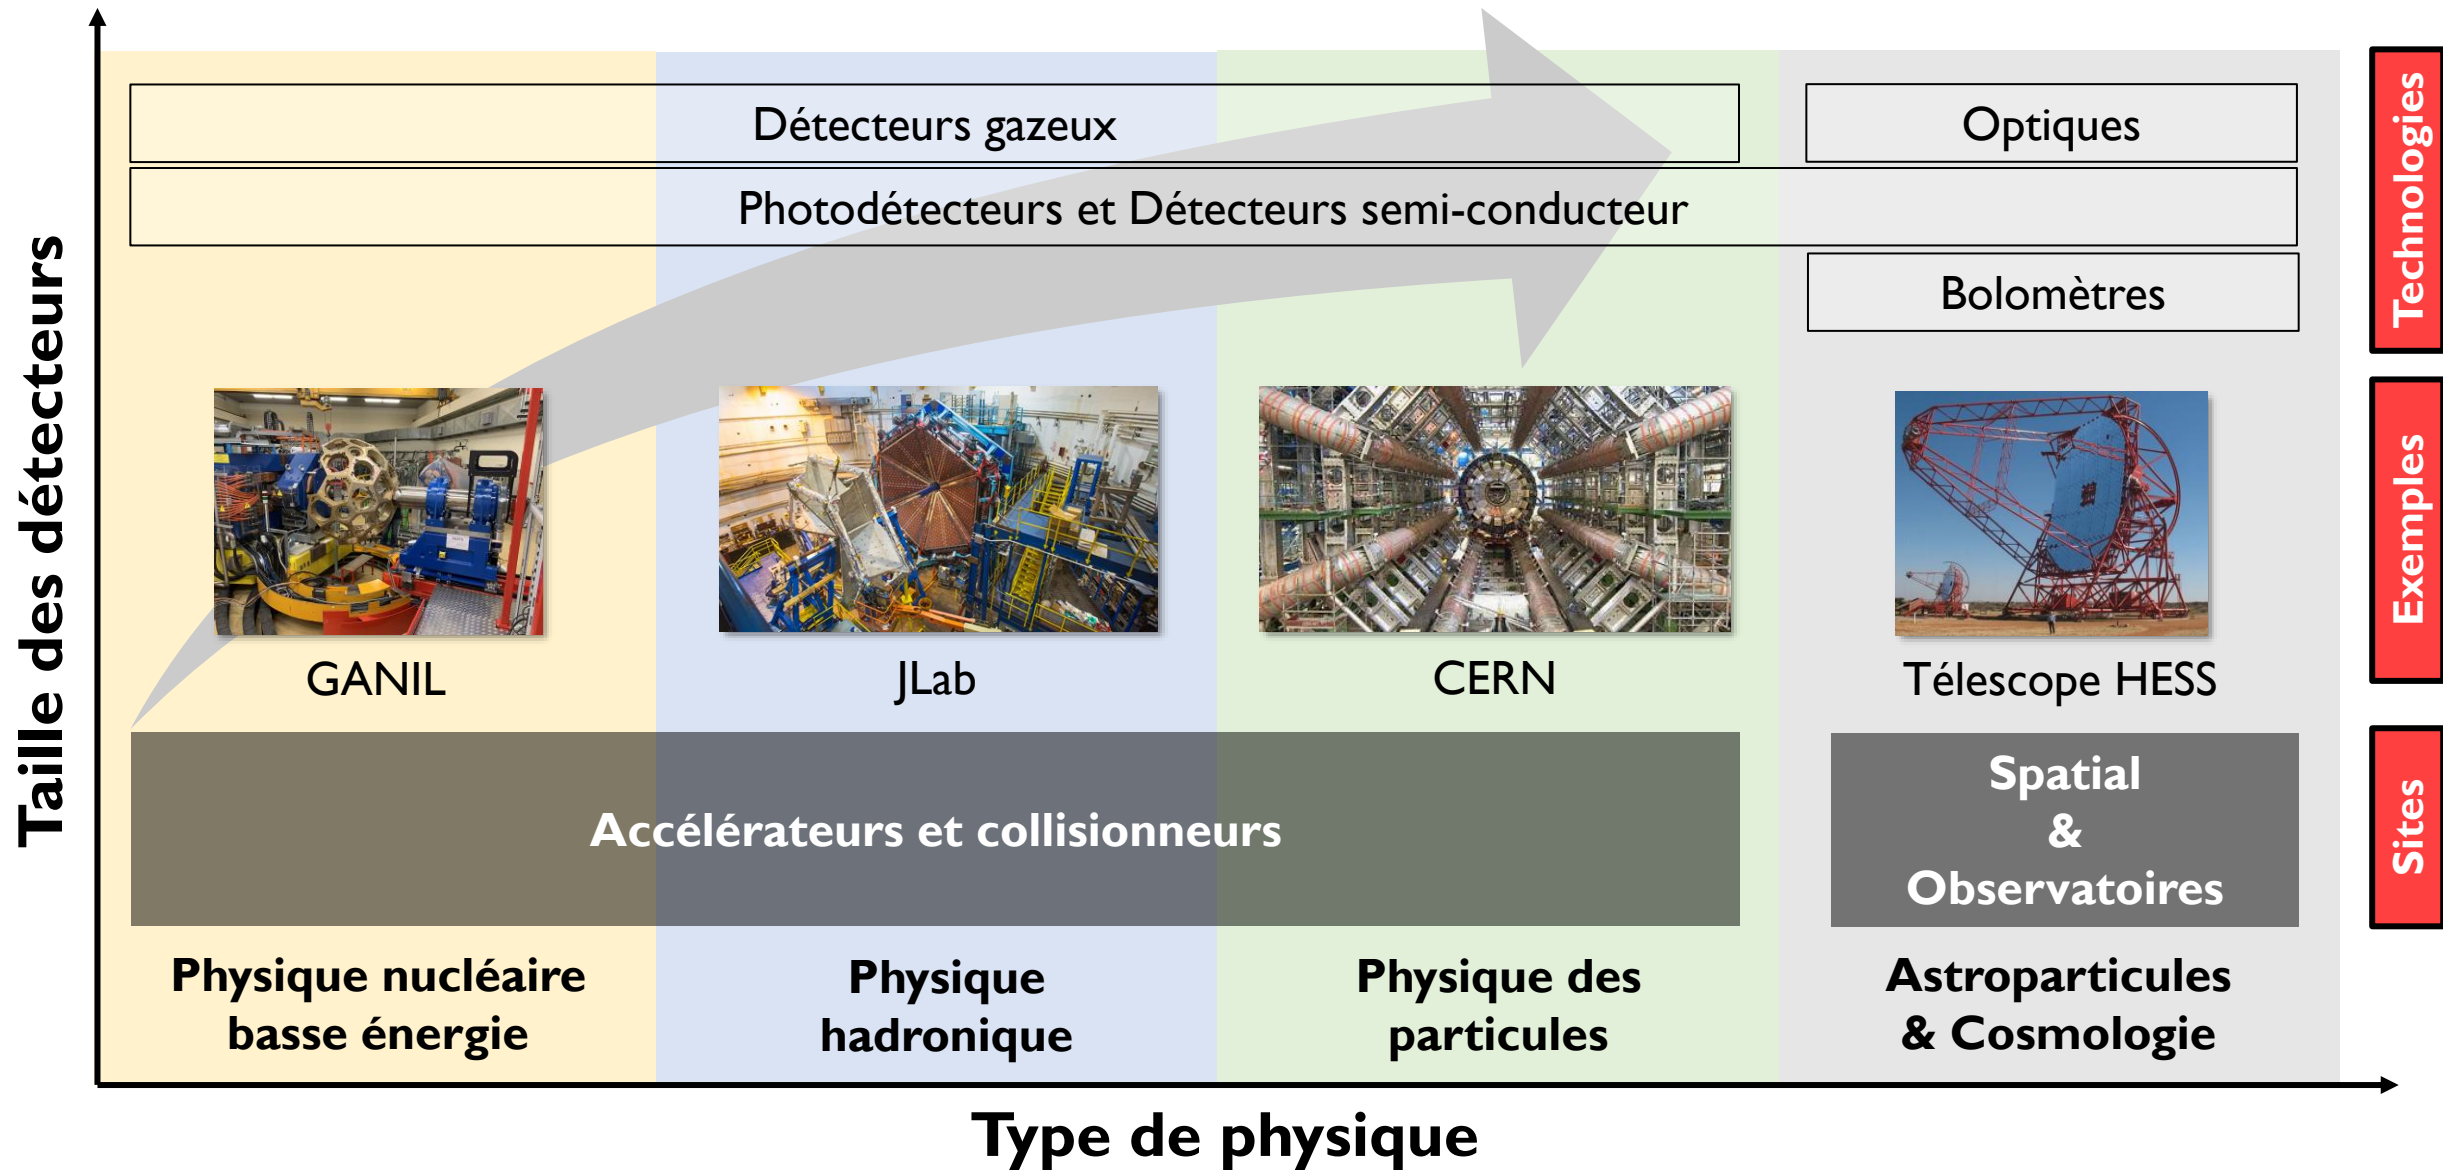 Taille des détecteurs
Détecteurs gazeux
Optiques
Photodétecteurs et Détecteurs semi-conducteur
Bolomètres
Technologies
GANIL
JLab
CERN
Télescope HESS
Exemples
Accélérateurs et collisionneurs
Spatial
&
Observatoires
Sites
Physique nucléaire
basse énergie
Physique
hadronique
Physique des
particules
Astroparticules
& Cosmologie
Type de physique